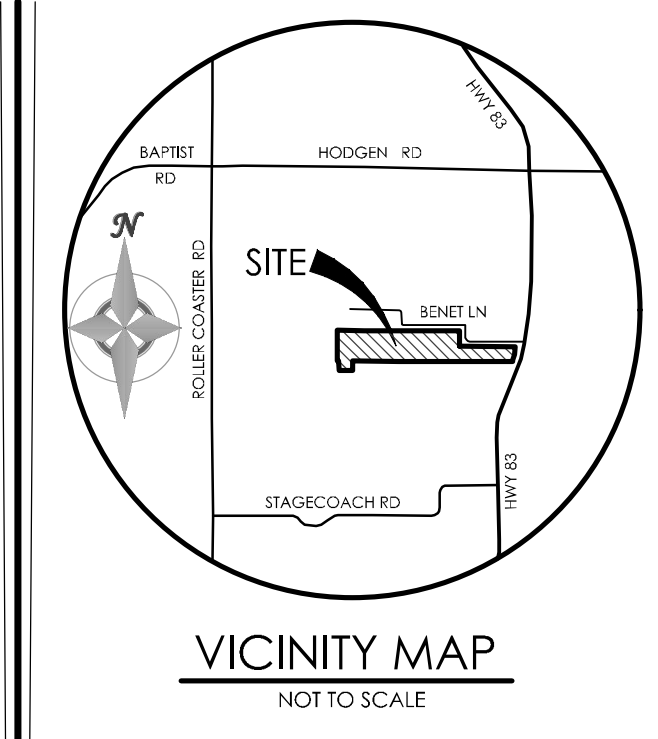 HWY 83
BAPTIST
RD
HODGEN RD
N
ROLLER COASTER RD
SITE
BENET LN
STAGECOACH RD
HWY 83
VICINITY MAP
NOT TO SCALE